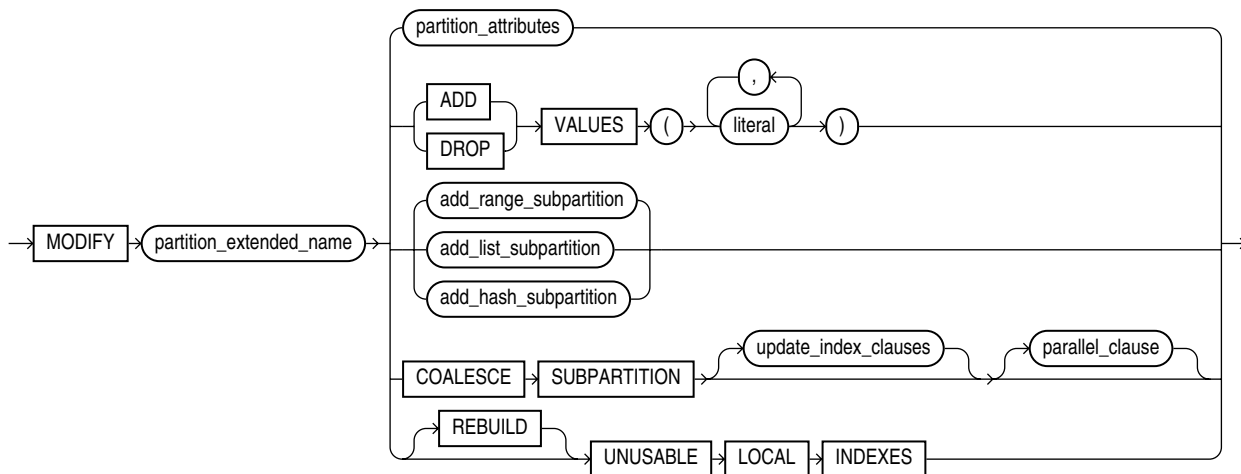 partition_attributes
ADD
DROP
VALUES ( , literal )
add_range_subpartition
MODIFY partition_extended_name add_list_subpartition
add_hash_subpartition
update_index_clauses parallel_clause
COALESCE SUBPARTITION
REBUILD
UNUSABLE LOCAL INDEXES